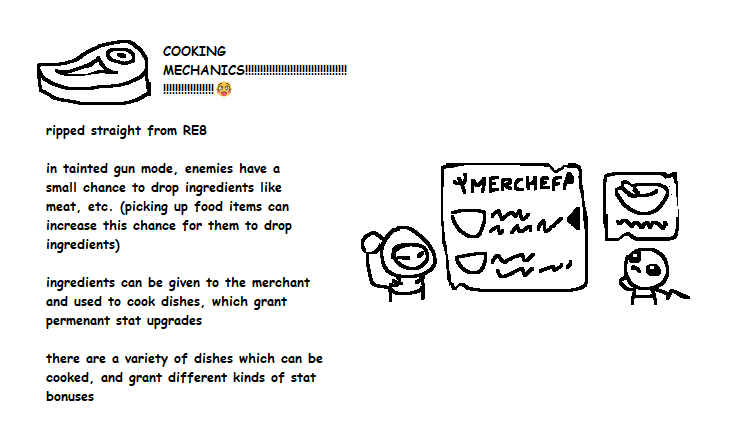 COOKING
MECHANICS!!!!!!!!!!!!!!!!!!!!!!!!!!!!!!!!!!
!!!!!!!!!!!!!!!!!😨
ripped straight from RE8
in tainted gun mode, enemies have a
small chance to drop ingredients like
meat, etc. (picking up food items can
increase this chance for them to drop
ingredients)
ingredients can be given to the merchant
and used to cook dishes, which grant
permenant stat upgrades
there are a variety of dishes which can be
cooked, and grant different kinds of stat
bonuses
MERCHEF